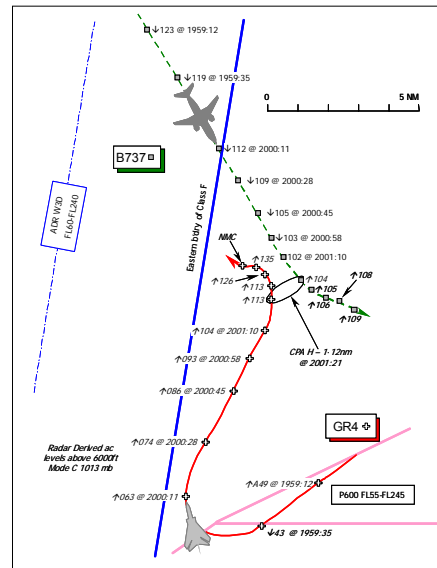 ↓123 @ 1959:12
↓119 @ 1959:35
0 5 NM
B737
↓112 @ 2000:11
↓109 @ 2000:28
ADR W3D
FL60-FL240
↓105 @ 2000:45
Eastern bdry of Class F
↓103 @ 2000:58
NMC
102 @ 2001:10
↑135
↑126
↑104
↑108
↑113
↑105
↑106
↑113
↑109
↑104 @ 2001:10
CPA H – 1·12nm
@ 2001:21
↑093 @ 2000:58
↑086 @ 2000:45
GR4
Radar Derived ac
levels above 6000ft
Mode C 1013 mb
↑074 @ 2000:28
↑A49 @ 1959:12
↑063 @ 2000:11
P600 FL55-FL245
↓43 @ 1959:35